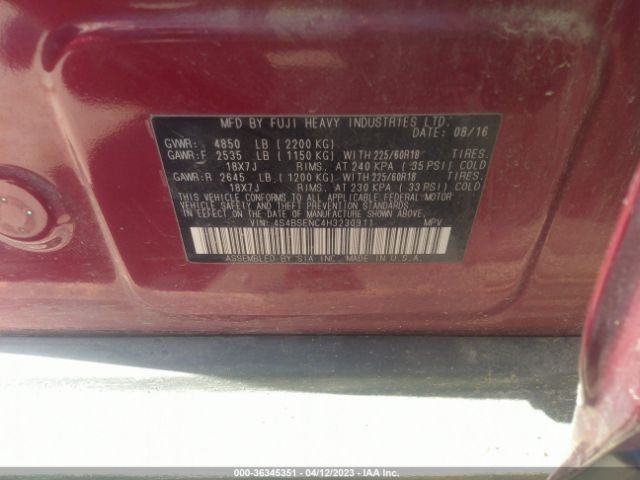 MFD BY FUJI HEAVY INDUSTRIES LTD.
DATE: 08/16
GVWR: 4850 LB (2200 KG)
GAWR:F 2535 LB (1150 KG) WITH 225/60R18 TIRES.
18X7J RIMS. AT 240 KPA (35 PSI) COLD
GAWR:R 2645 LB (1200 KG) WITH 225/60R18 TIRES.
18X7J RIMS. AT 230 KPA (33 PSI) COLD
THIS VEHICLE CONFORMS TO ALL APPLICABLE FEDERAL MOTOR
VEHICLE SAFETY AND THEFT PREVENTION STANDARDS
IN EFFECT ON THE DATE OF MANUFACTURE SHOWN ABOVE.
VIN: 4S4BSENC4H3230911 MPV
ASSEMBLED BY SIA INC. MADE IN U.S.A.
000-36345351 - 04/12/2023 - IAA Inc.